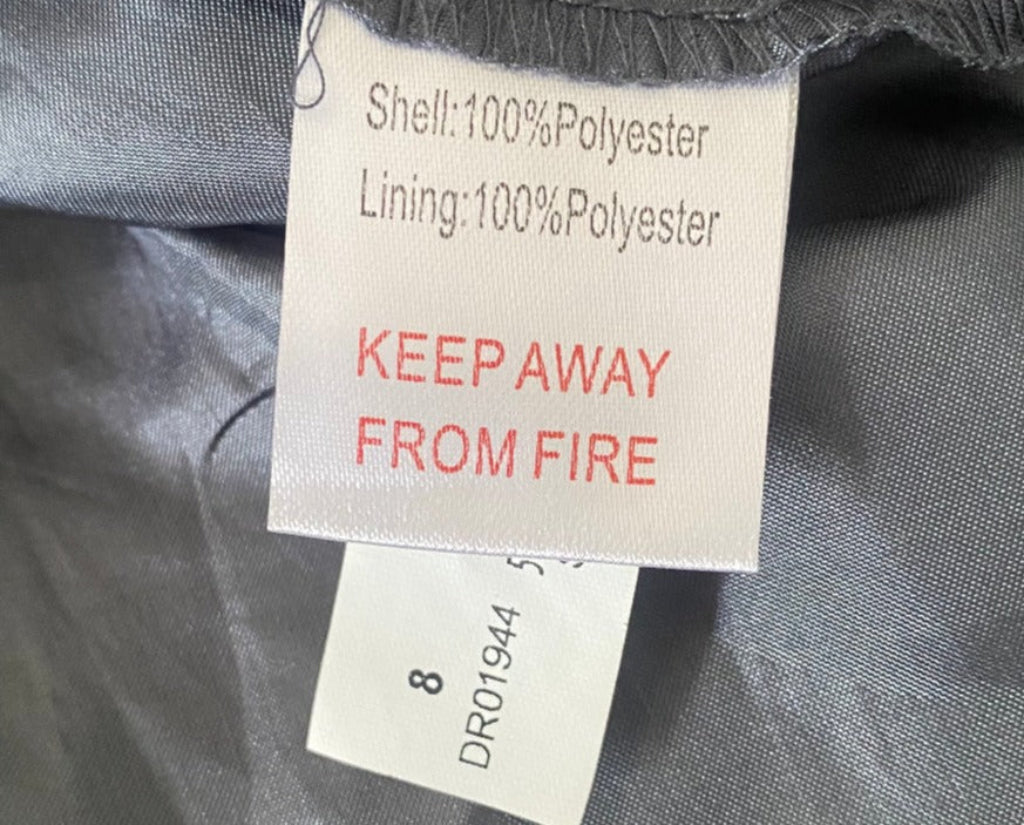 Shell:100%Polyester
Lining:100%Polyester
KEEP AWAY
FROM FIRE
8
DR01944